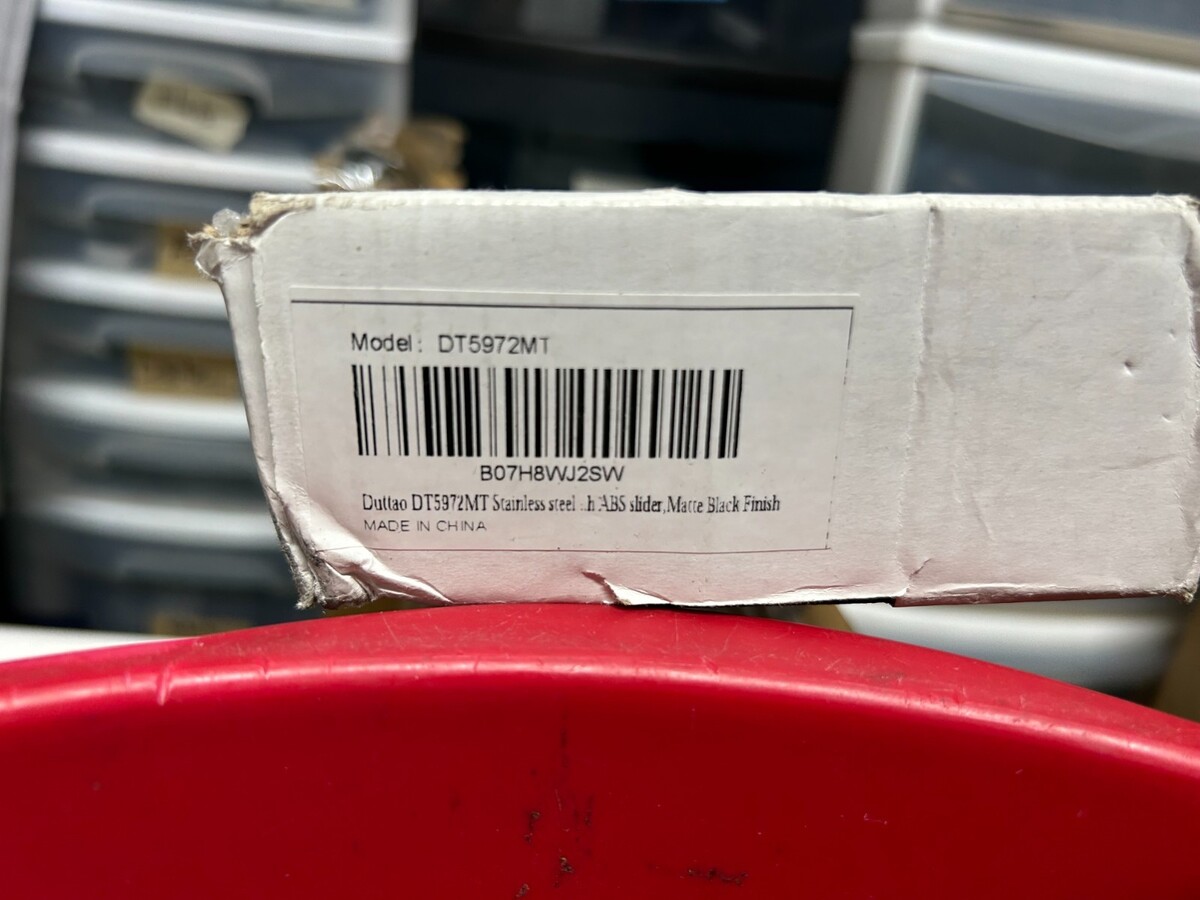 Model: DT5972MT
B07H8WJ2SW
Duttao DT5972MT Stainless steel ABS slider,Matte Black Finish
MADE IN CHINA